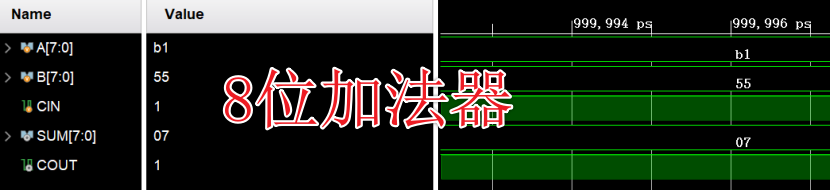 Name Value
999,994 ps 999,996 ps
A[7:0] b1 b1
B[7:0] 55 55
CIN 1
SUM[7:0] 07 07
COUT 1
8位加法器